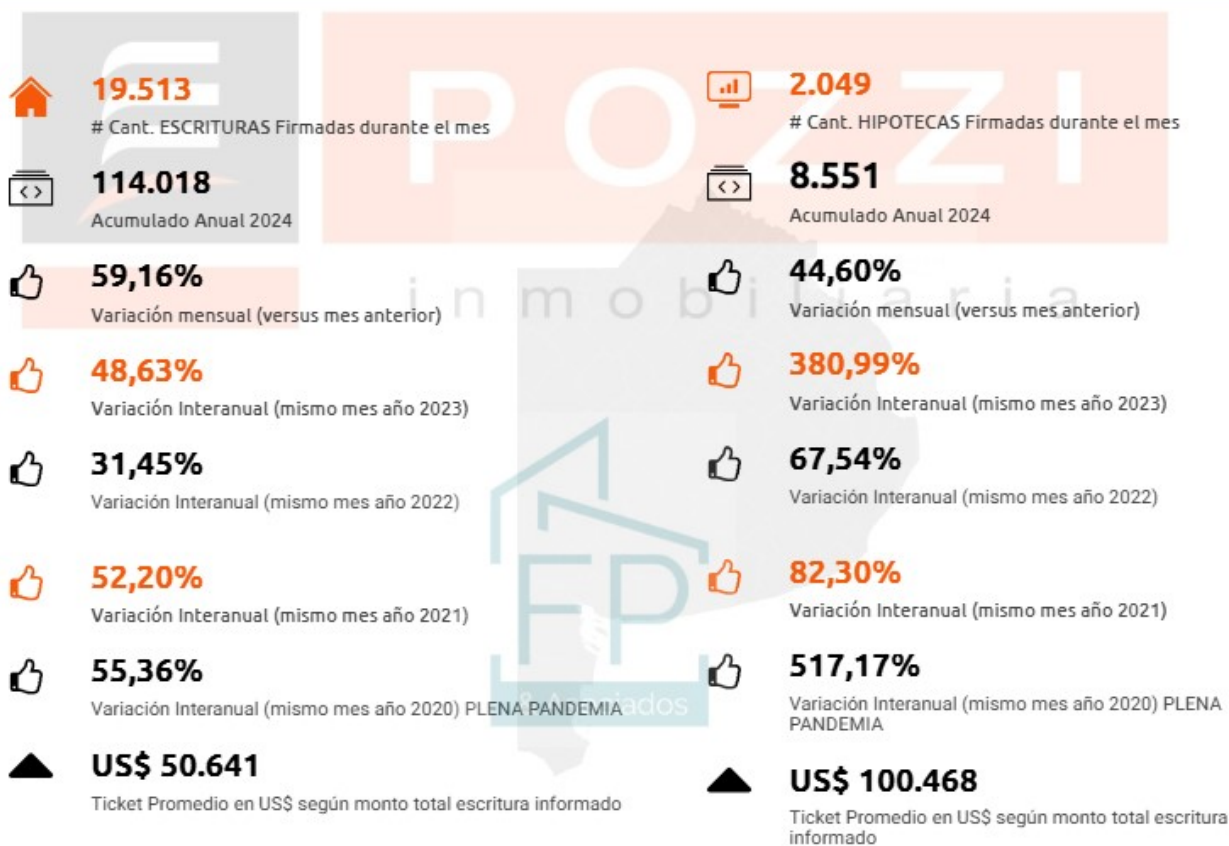 POZZI
inmobiliaria
19.513
# Cant. ESCRITURAS Firmadas durante el mes
114.018
Acumulado Anual 2024
59,16%
Variación mensual (versus mes anterior)
48,63%
Variación Interanual (mismo mes año 2023)
31,45%
Variación Interanual (mismo mes año 2022)
52,20%
Variación Interanual (mismo mes año 2021)
55,36%
Variación Interanual (mismo mes año 2020) PLENA PANDEMIA
US$ 50.641
Ticket Promedio en US$ según monto total escritura informado
2.049
# Cant. HIPOTECAS Firmadas durante el mes
8.551
Acumulado Anual 2024
44,60%
Variación mensual (versus mes anterior)
380,99%
Variación Interanual (mismo mes año 2023)
67,54%
Variación Interanual (mismo mes año 2022)
82,30%
Variación Interanual (mismo mes año 2021)
517,17%
Variación Interanual (mismo mes año 2020) PLENA
PANDEMIA
US$ 100.468
Ticket Promedio en US$ según monto total escritura
informado
FP
& Asociados